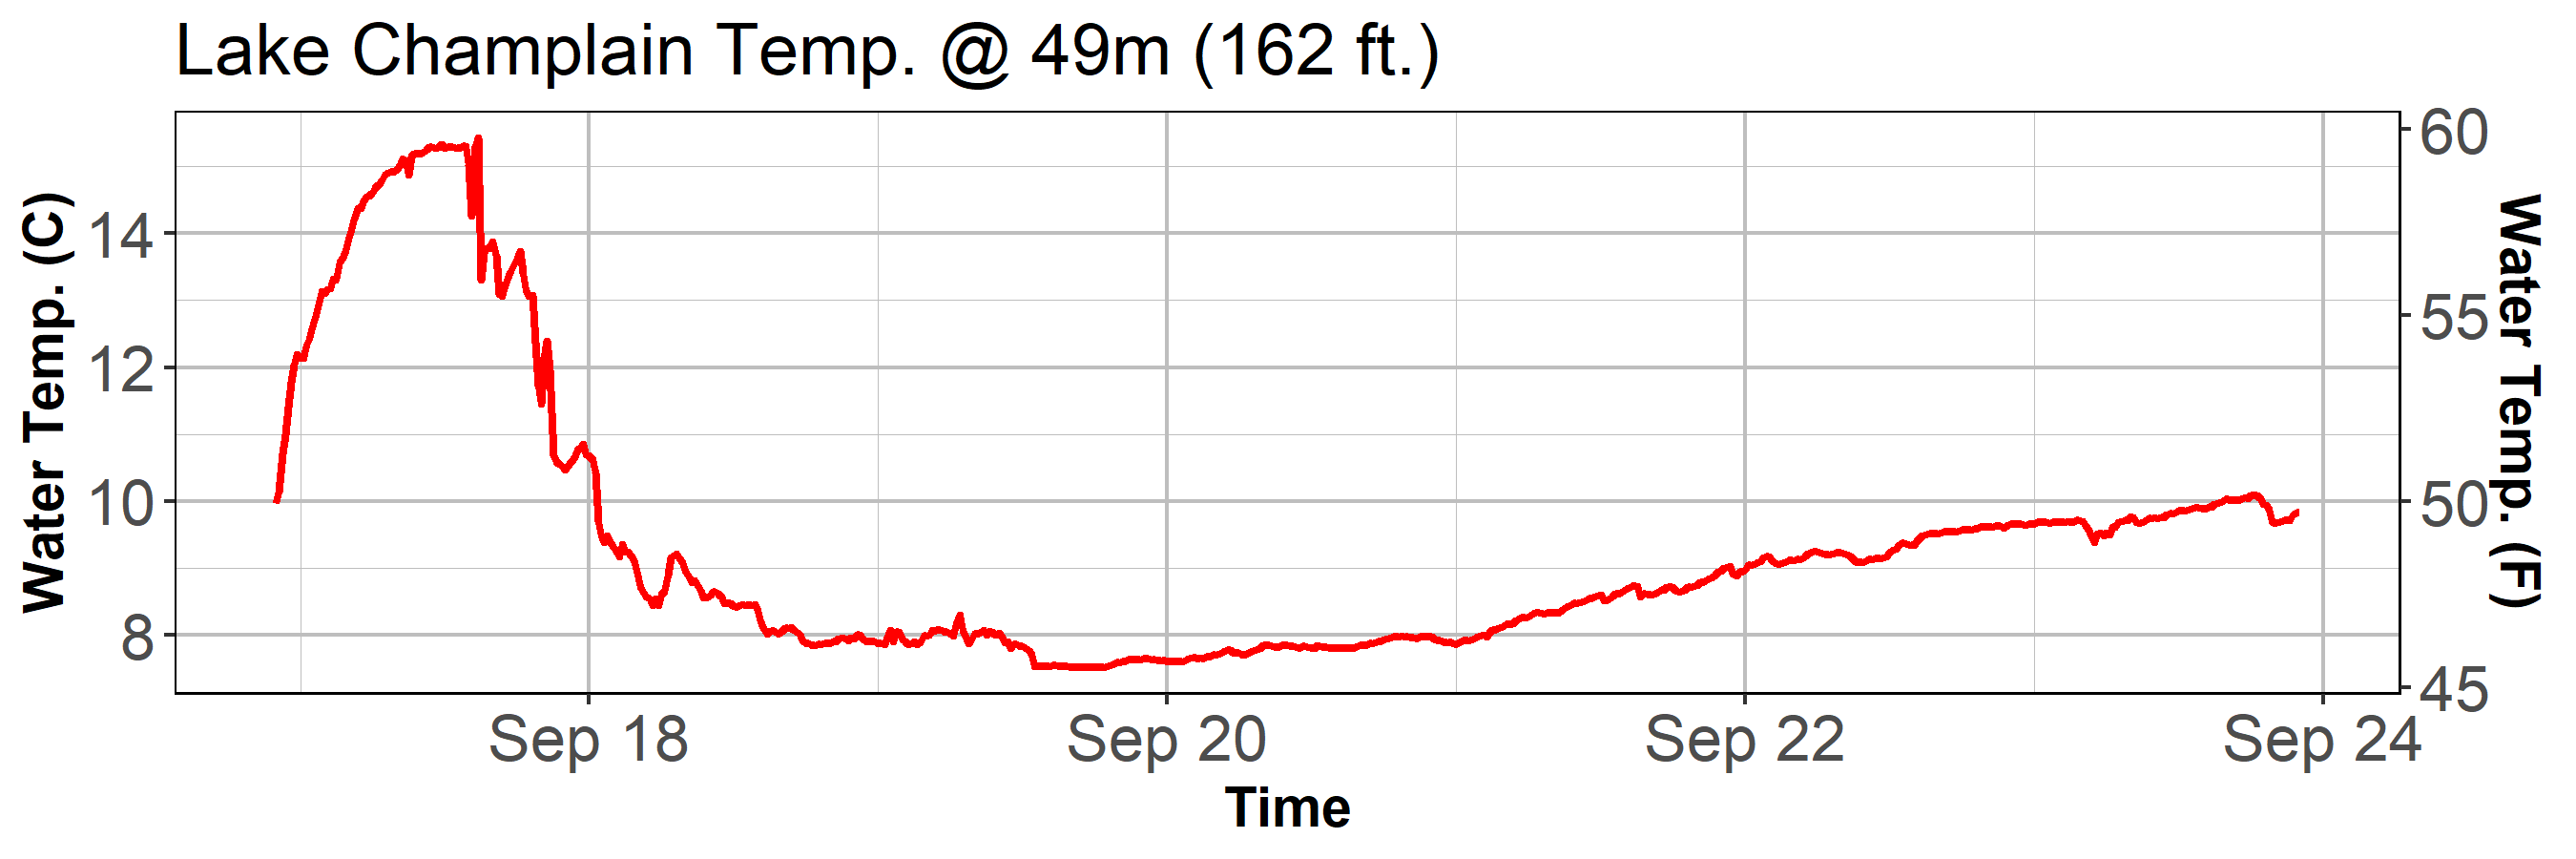 Lake Champlain Temp. @ 49m (162 ft.)
Water Temp. (C)
14
12
10
8
60
55
50
45
Water Temp. (F)
Sep 18
Sep 20
Sep 22
Sep 24
Time